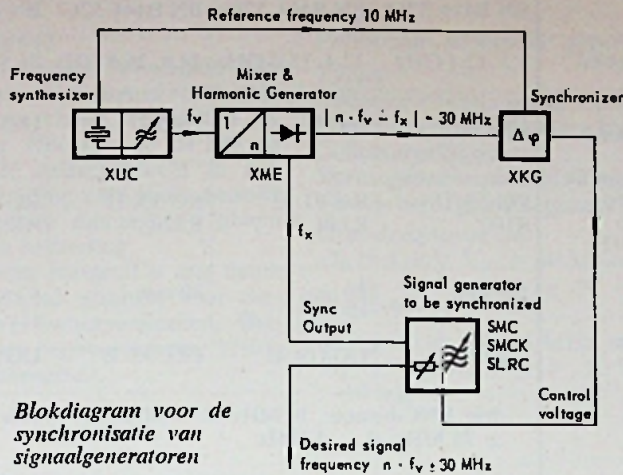 Reference frequency 10 MHz
Frequency
synthesizer
Mixer &
Harmonic Generator
Synchronizer
1
n
fᵥ
| n · fᵥ – fₓ | = 30 MHz
Δ φ
XUC
XME
XKG
fₓ
Sync
Output
Signal generator
to be synchronized
SMC
SMCK
SLRC
Control
voltage
Blokdiagram voor de
synchronisatie van
signaalgeneratoren
Desired signal
frequency n · fᵥ ± 30 MHz